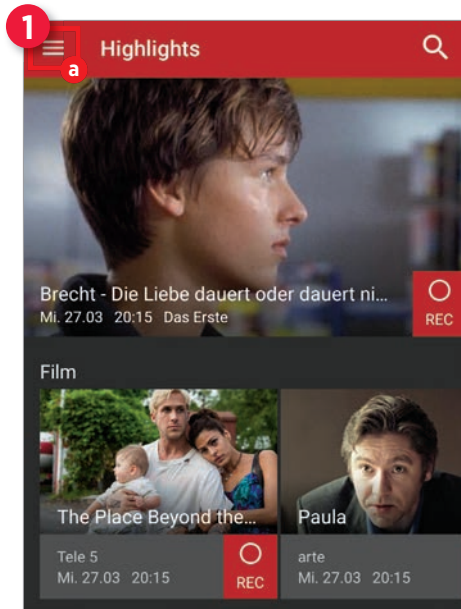 1
a
Highlights
Brecht - Die Liebe dauert oder dauert ni...
Mi. 27.03 20:15 Das Erste
REC
Film
The Place Beyond the...
Tele 5
Mi. 27.03 20:15
REC
Paula
arte
Mi. 27.03 20:15